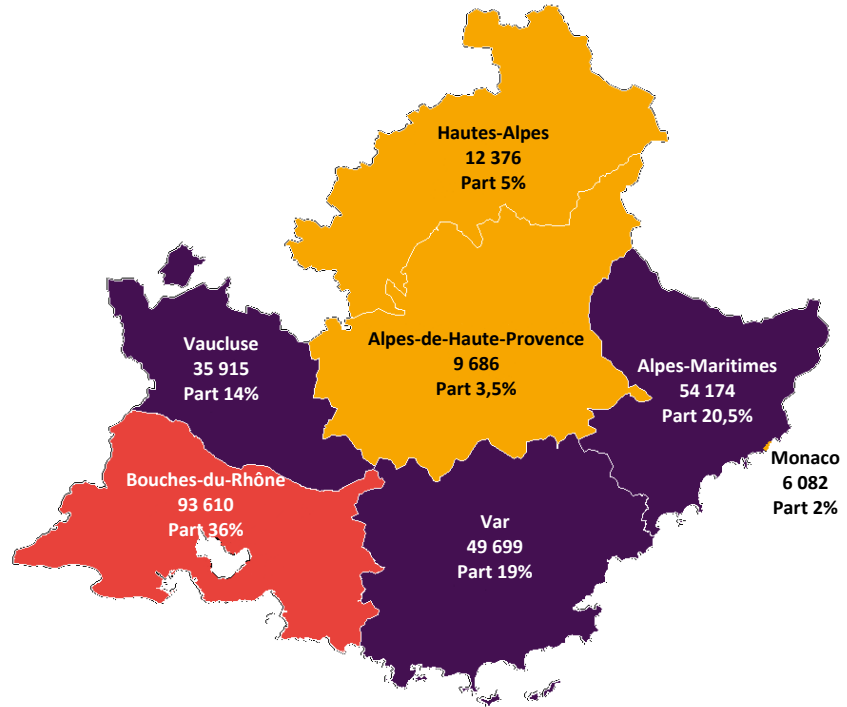 Hautes-Alpes
12 376
Part 5%
Vaucluse
35 915
Part 14%
Alpes-de-Haute-Provence
9 686
Part 3,5%
Alpes-Maritimes
54 174
Part 20,5%
Monaco
6 082
Part 2%
Bouches-du-Rhône
93 610
Part 36%
Var
49 699
Part 19%